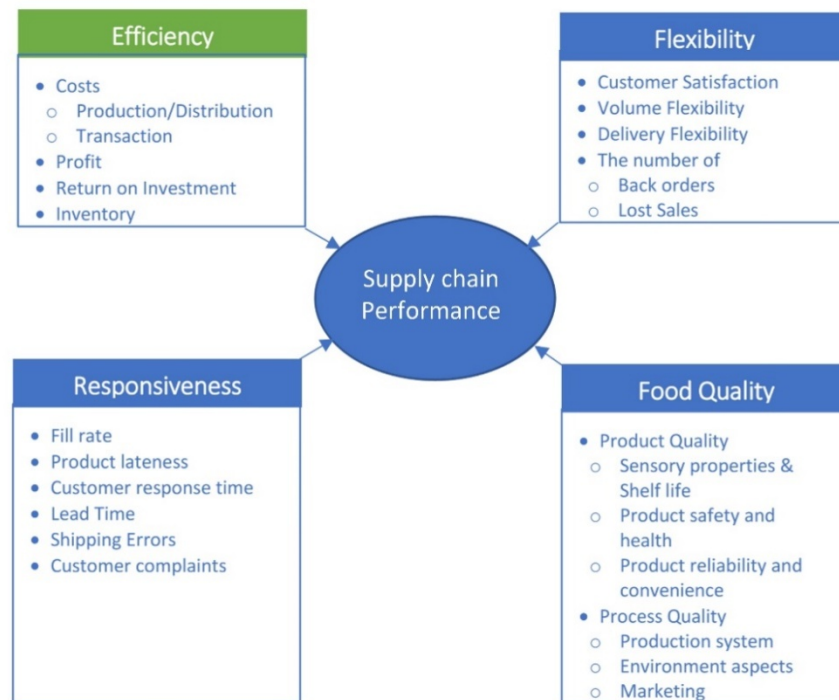 Efficiency
• Costs
o Production/Distribution
o Transaction
• Profit
• Return on Investment
• Inventory
Flexibility
• Customer Satisfaction
• Volume Flexibility
• Delivery Flexibility
• The number of
o Back orders
o Lost Sales
Supply chain
Performance
Responsiveness
• Fill rate
• Product lateness
• Customer response time
• Lead Time
• Shipping Errors
• Customer complaints
Food Quality
• Product Quality
o Sensory properties &
Shelf life
o Product safety and
health
o Product reliability and
convenience
• Process Quality
o Production system
o Environment aspects
o Marketing